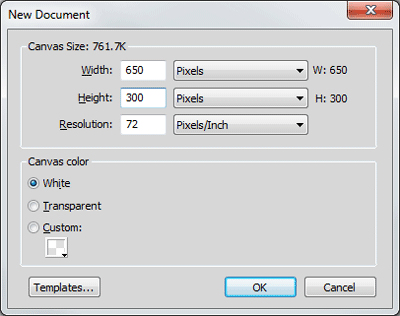 New Document
Canvas Size: 761.7K
Width: 650 Pixels W: 650
Height: 300 Pixels H: 300
Resolution: 72 Pixels/Inch
Canvas color
White
Transparent
Custom:
Templates... OK Cancel